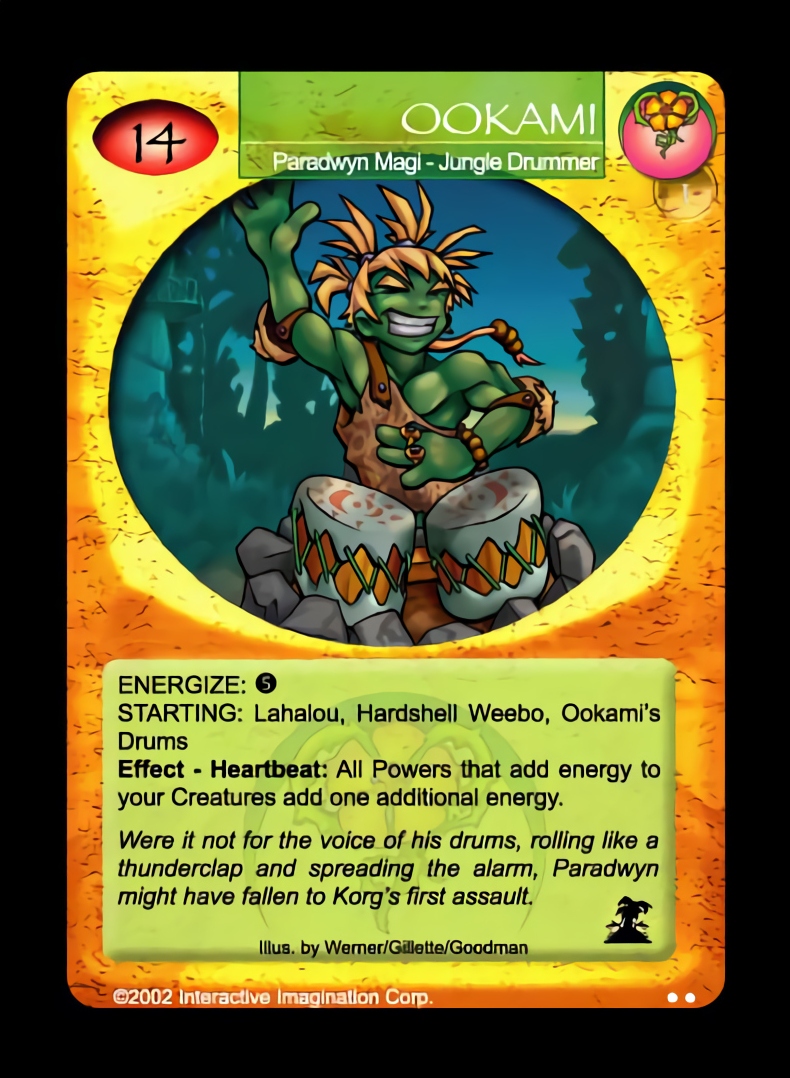 14
OOKAMI
Paradwyn Magi - Jungle Drummer
ENERGIZE: 5
STARTING: Lahalou, Hardshell Weebo, Ookami's
Drums
Effect - Heartbeat: All Powers that add energy to
your Creatures add one additional energy.
Were it not for the voice of his drums, rolling like a
thunderclap and spreading the alarm, Paradwyn
might have fallen to Korg's first assault.
Illus. by Werner/Gillette/Goodman
©2002 Interactive Imagination Corp.